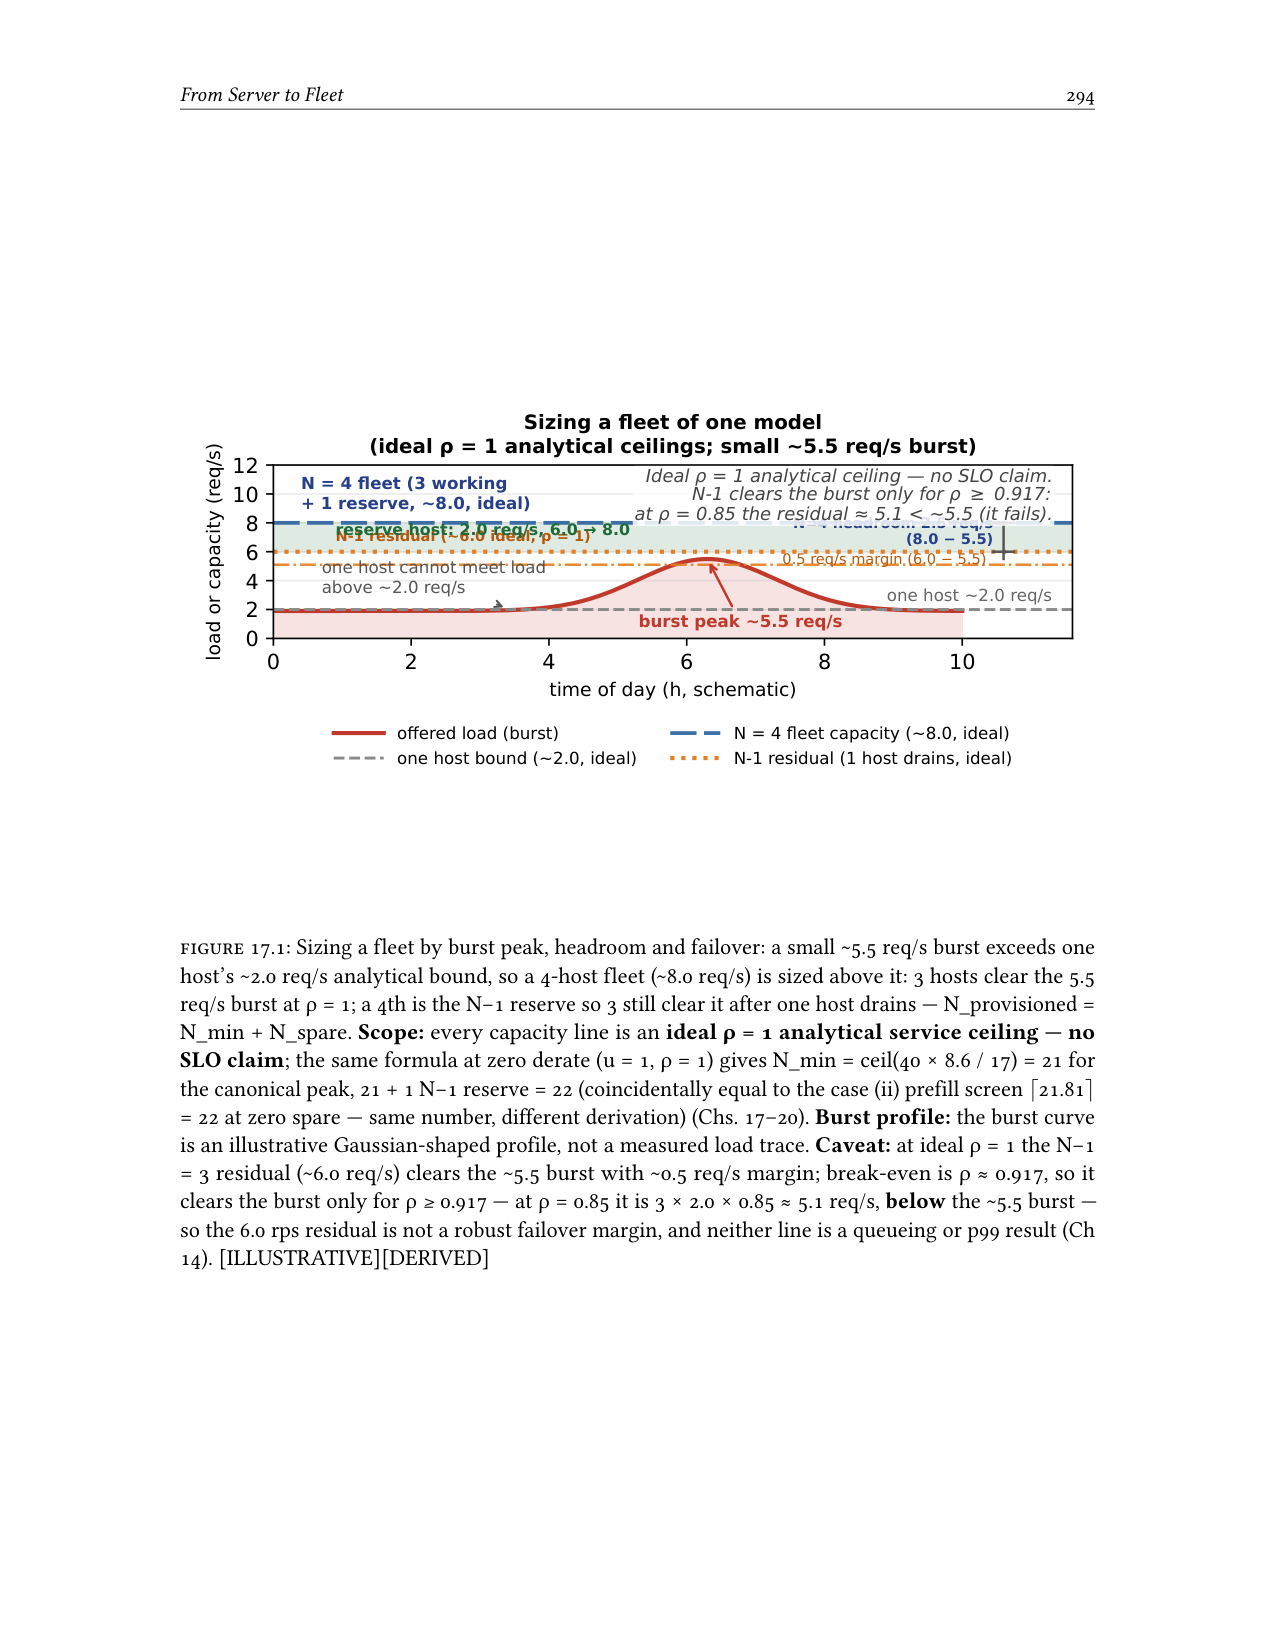 From Server to Fleet 294
Sizing a fleet of one model
(ideal ρ = 1 analytical ceilings; small ~5.5 req/s burst)
load or capacity (req/s)
12
10
8
6
4
2
0
N = 4 fleet (3 working
+ 1 reserve, ~8.0, ideal)
Ideal ρ = 1 analytical ceiling — no SLO claim.
N-1 clears the burst only for ρ ≥ 0.917:
at ρ = 0.85 the residual ≈ 5.1 < ~5.5 (it fails).
reserve host: 2.0 req/s, 6.0 → 8.0
N-1 residual (~6.0 ideal, ρ = 1)
(8.0 − 5.5)
0.5 req/s margin (6.0 − 5.5)
one host cannot meet load
above ~2.0 req/s
one host ~2.0 req/s
burst peak ~5.5 req/s
0 2 4 6 8 10
time of day (h, schematic)
offered load (burst)
one host bound (~2.0, ideal)
N = 4 fleet capacity (~8.0, ideal)
N-1 residual (1 host drains, ideal)
FIGURE 17.1: Sizing a fleet by burst peak, headroom and failover: a small ~5.5 req/s burst exceeds one
host’s ~2.0 req/s analytical bound, so a 4-host fleet (~8.0 req/s) is sized above it: 3 hosts clear the 5.5
req/s burst at ρ = 1; a 4th is the N−1 reserve so 3 still clear it after one host drains — N_provisioned =
N_min + N_spare. Scope: every capacity line is an ideal ρ = 1 analytical service ceiling — no
SLO claim; the same formula at zero derate (u = 1, ρ = 1) gives N_min = ceil(40 × 8.6 / 17) = 21 for
the canonical peak, 21 + 1 N−1 reserve = 22 (coincidentally equal to the case (ii) prefill screen ⌈21.81⌉
= 22 at zero spare — same number, different derivation) (Chs. 17–20). Burst profile: the burst curve
is an illustrative Gaussian-shaped profile, not a measured load trace. Caveat: at ideal ρ = 1 the N−1
= 3 residual (~6.0 req/s) clears the ~5.5 burst with ~0.5 req/s margin; break-even is ρ ≈ 0.917, so it
clears the burst only for ρ ≥ 0.917 — at ρ = 0.85 it is 3 × 2.0 × 0.85 ≈ 5.1 req/s, below the ~5.5 burst —
so the 6.0 rps residual is not a robust failover margin, and neither line is a queueing or p99 result (Ch
14). [ILLUSTRATIVE][DERIVED]